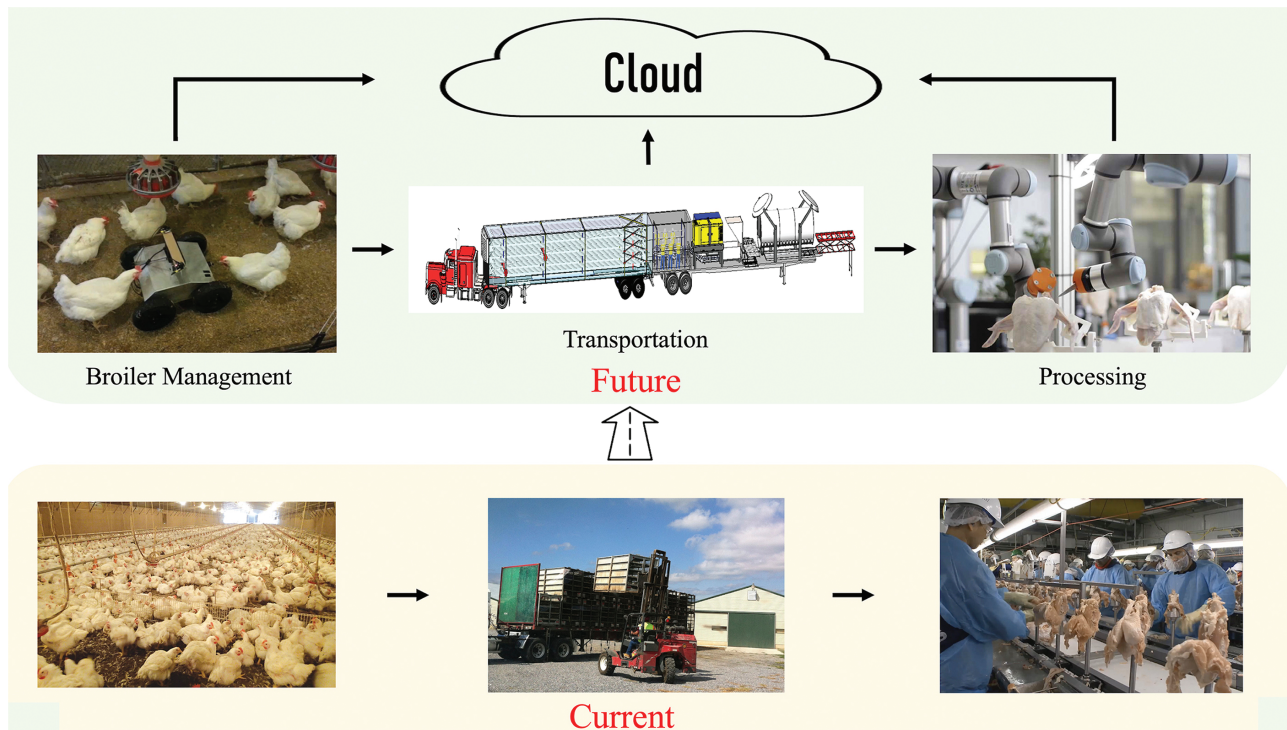 Cloud
Transportation
Broiler Management
Future
Processing
Current